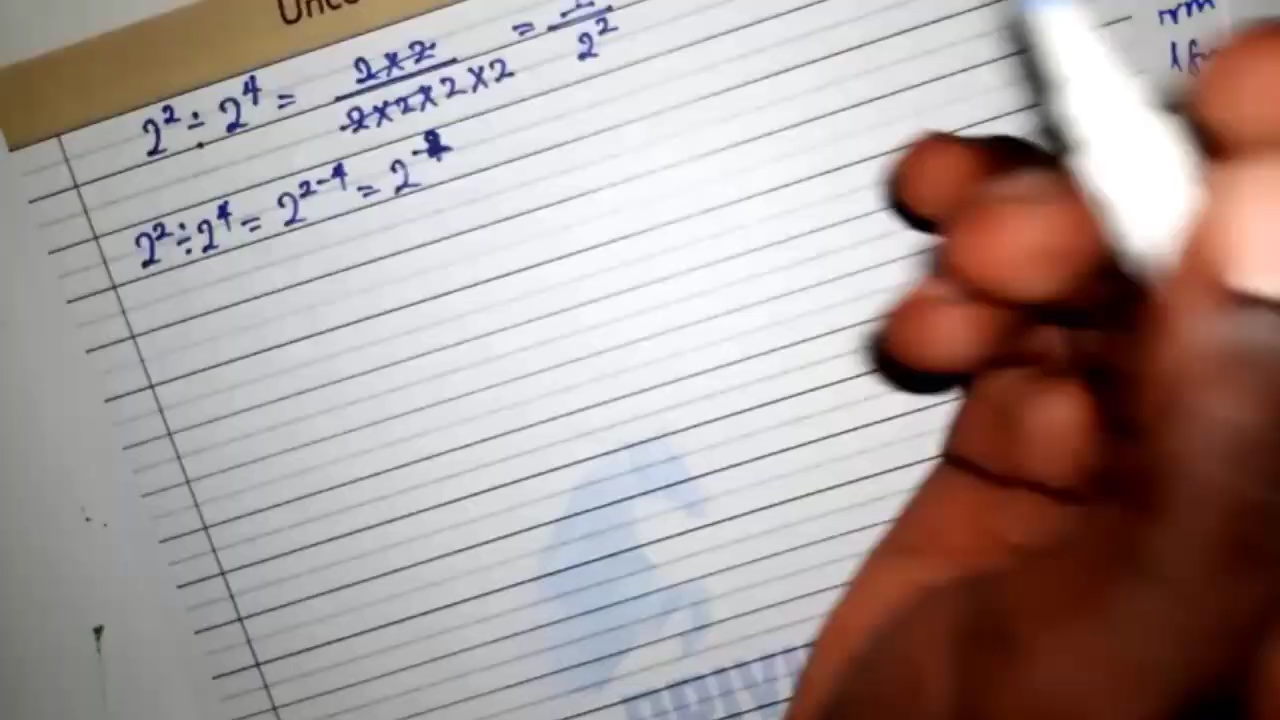 2² ÷ 2⁴ = 2×2 / 2×2×2×2 = 1 / 2²
2² ÷ 2⁴ = 2²⁻⁴ = 2⁻²